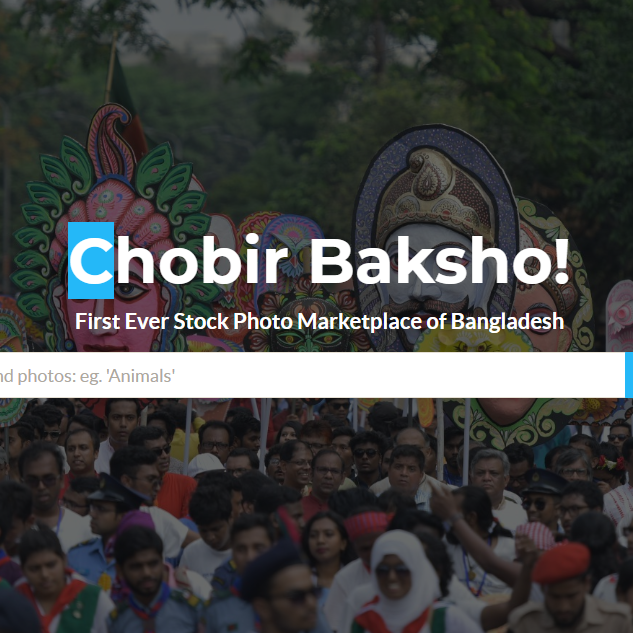 Chobir Baksho!
First Ever Stock Photo Marketplace of Bangladesh
nd photos: eg. 'Animals'